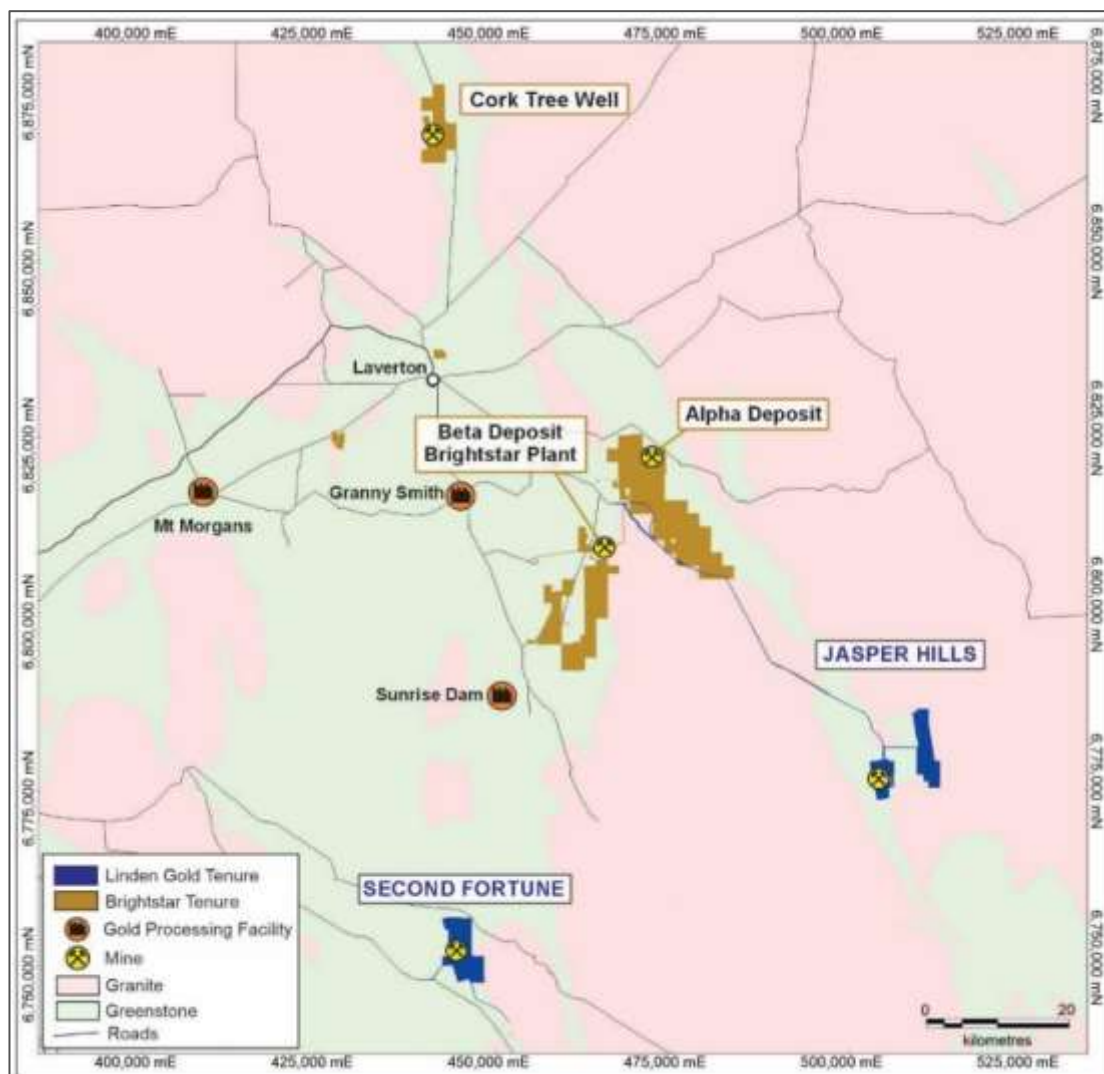 400,000 mE
425,000 mE
450,000 mE
475,000 mE
500,000 mE
525,000 mE
6,875,000 mN
6,875,000 mN
Cork Tree Well
6,850,000 mN
6,850,000 mN
Laverton
6,825,000 mN
6,825,000 mN
Alpha Deposit
Beta Deposit
Brightstar Plant
Granny Smith
Mt Morgans
6,800,000 mN
6,800,000 mN
JASPER HILLS
Sunrise Dam
6,775,000 mN
6,775,000 mN
SECOND FORTUNE
6,750,000 mN
6,750,000 mN
Linden Gold Tenure
Brightstar Tenure
Gold Processing Facility
Mine
Granite
Greenstone
Roads
0 20
kilometres
400,000 mE
425,000 mE
450,000 mE
475,000 mE
500,000 mE
525,000 mE